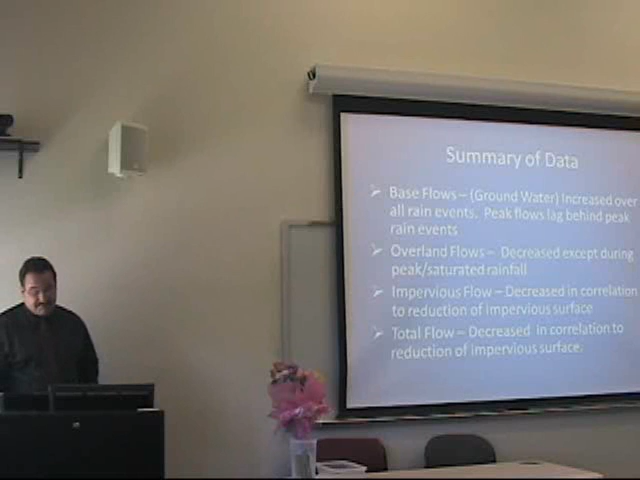 Summary of Data
Base Flows – (Ground Water) Increased over
all rain events. Peak flows lag behind peak
rain events
Overland Flows – Decreased except during
peak/saturated rainfall
Impervious Flow – Decreased in correlation
to reduction of impervious surface
Total Flow – Decreased in correlation to
reduction of impervious surface.